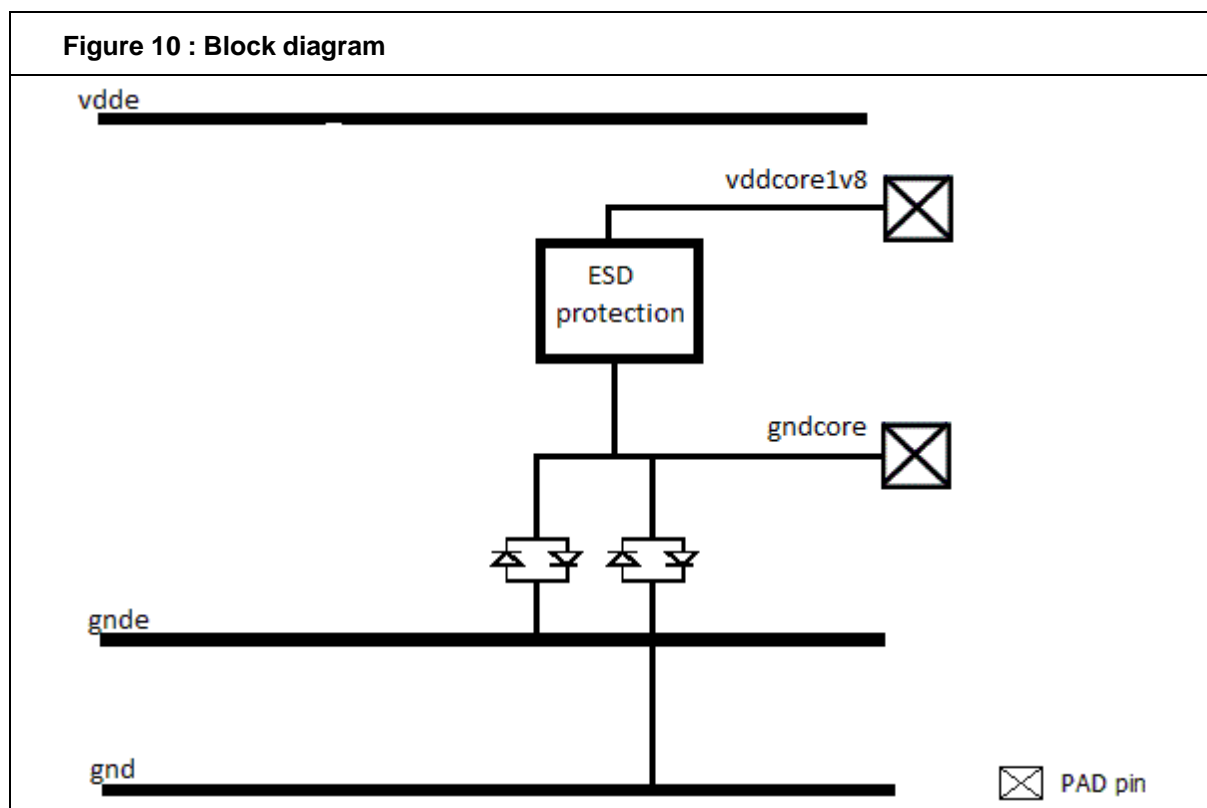 Figure 10 : Block diagram
vdde
vddcore1v8
ESD
protection
gndcore
gnde
gnd
PAD pin